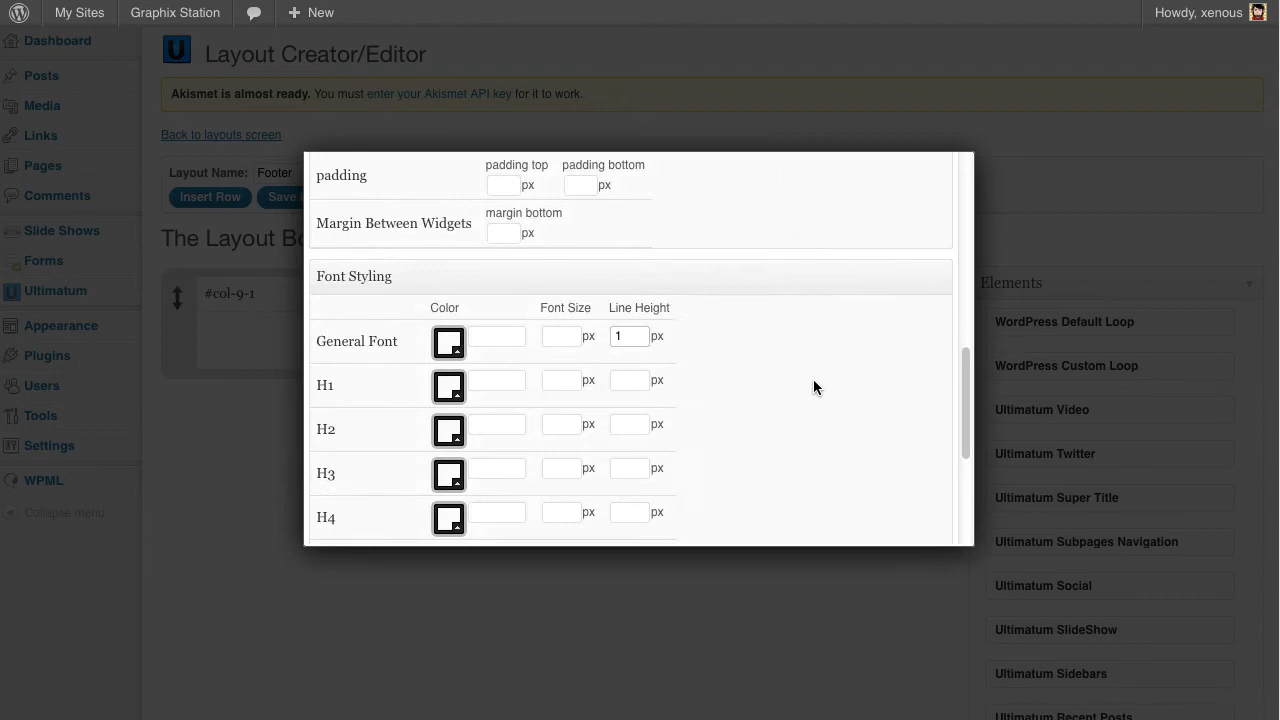 My Sites
Graphix Station
New
Howdy, xenous
Dashboard
Posts
Media
Links
Pages
Comments
Slide Shows
Forms
Ultimatum
Appearance
Plugins
Users
Tools
Settings
WPML
Collapse menu
Layout Creator/Editor
Akismet is almost ready. You must enter your Akismet API key for it to work.
Back to layouts screen
Layout Name: Footer
Insert Row
The Layout
#col-9-1
padding
padding top
padding bottom
px
px
Margin Between Widgets
margin bottom
px
Font Styling
Color
Font Size
Line Height
General Font
px
1 px
H1
px
px
H2
px
px
H3
px
px
H4
px
px
Elements
WordPress Default Loop
WordPress Custom Loop
Ultimatum Video
Ultimatum Twitter
Ultimatum Super Title
Ultimatum Subpages Navigation
Ultimatum Social
Ultimatum SlideShow
Ultimatum Sidebars
Ultimatum Recent Posts